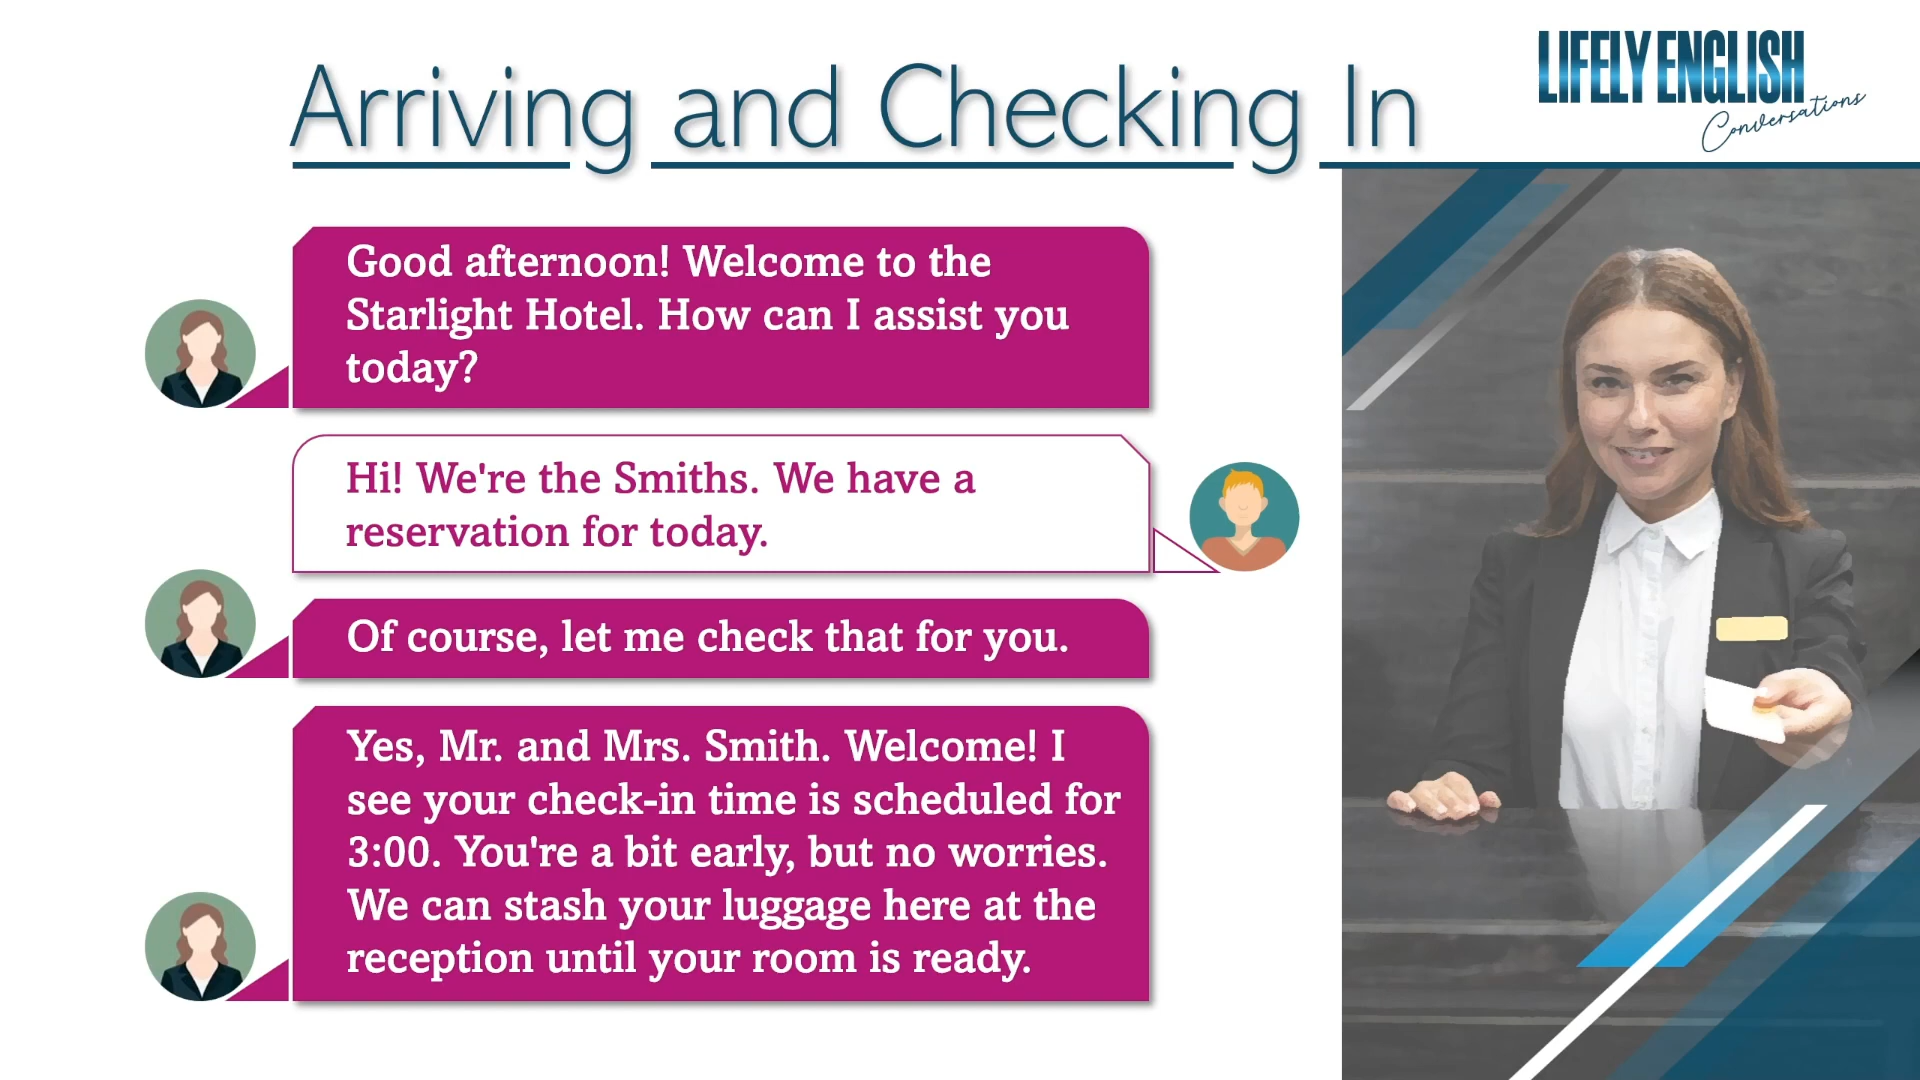 Arriving and Checking In
LIFELY ENGLISH
Conversations
Good afternoon! Welcome to the
Starlight Hotel. How can I assist you
today?
Hi! We're the Smiths. We have a
reservation for today.
Of course, let me check that for you.
Yes, Mr. and Mrs. Smith. Welcome! I
see your check-in time is scheduled for
3:00. You're a bit early, but no worries.
We can stash your luggage here at the
reception until your room is ready.